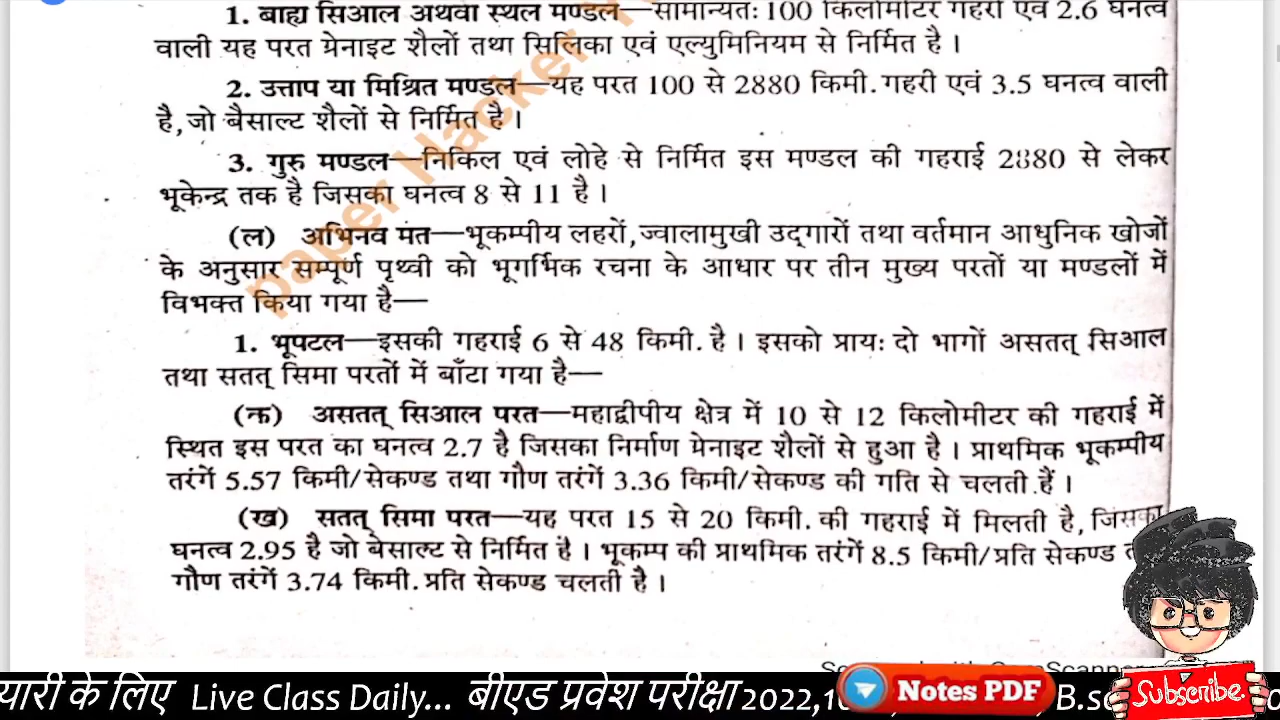 1. बाह्य सिआल अथवा स्थल मण्डल—सामान्यतः 100 किलोमीटर गहरी एवं 2.6 घनत्व
वाली यह परत ग्रेनाइट शैलों तथा सिलिका एवं एल्युमिनियम से निर्मित है।
2. उत्ताप या मिश्रित मण्डल—यह परत 100 से 2880 किमी. गहरी एवं 3.5 घनत्व वाली
है, जो बैसाल्ट शैलों से निर्मित है।
3. गुरु मण्डल—निकिल एवं लोहे से निर्मित इस मण्डल की गहराई 2880 से लेकर
भूकेन्द्र तक है जिसका घनत्व 8 से 11 है।
(ल) अभिनव मत—भूकम्पीय लहरों, ज्वालामुखी उद्‌गारों तथा वर्तमान आधुनिक खोजों
के अनुसार सम्पूर्ण पृथ्वी को भूगर्भिक रचना के आधार पर तीन मुख्य परतों या मण्डलों में
विभक्त किया गया है—
1. भूपटल—इसकी गहराई 6 से 48 किमी. है। इसको प्रायः दो भागों असतत् सिआल
तथा सतत् सिमा परतों में बाँटा गया है—
(क) असतत् सिआल परत—महाद्वीपीय क्षेत्र में 10 से 12 किलोमीटर की गहराई में
स्थित इस परत का घनत्व 2.7 है जिसका निर्माण ग्रेनाइट शैलों से हुआ है। प्राथमिक भूकम्पीय
तरंगें 5.57 किमी/सेकण्ड तथा गौण तरंगें 3.36 किमी/सेकण्ड की गति से चलती हैं।
(ख) सतत् सिमा परत—यह परत 15 से 20 किमी. की गहराई में मिलती है, जिसका
घनत्व 2.95 है जो बेसाल्ट से निर्मित है। भूकम्प की प्राथमिक तरंगें 8.5 किमी/प्रति सेकण्ड
गौण तरंगें 3.74 किमी. प्रति सेकण्ड चलती है।
paper Hacker
यारी के लिए Live Class Daily... बीएड प्रवेश परीक्षा 2022,
Notes PDF
Subscribe